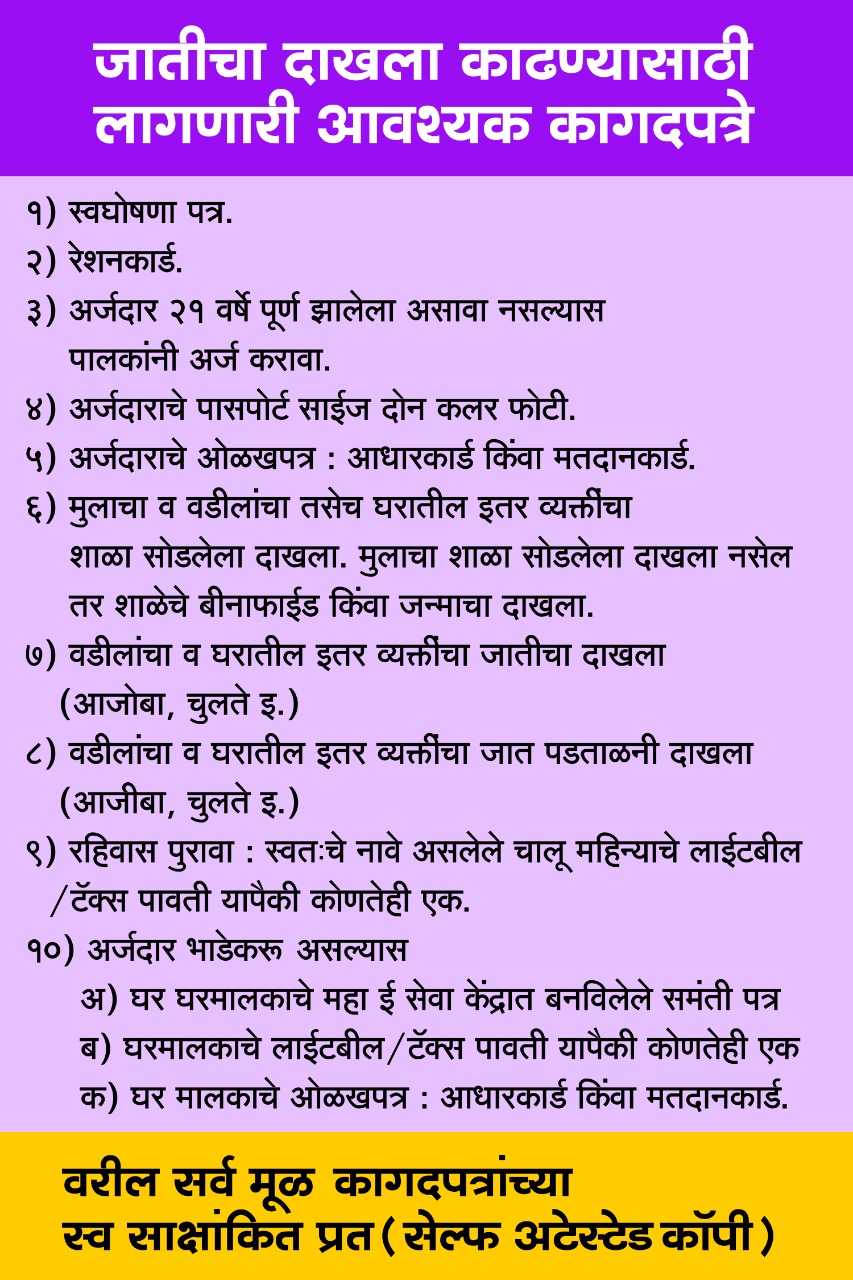 जातीचा दाखला काढण्यासाठी
लागणारी आवश्यक कागदपत्रे
१) स्वघोषणा पत्र.
२) रेशनकार्ड.
३) अर्जदार २१ वर्षे पूर्ण झालेला असावा नसल्यास
पालकांनी अर्ज करावा.
४) अर्जदाराचे पासपोर्ट साईज दोन कलर फोटी.
५) अर्जदाराचे ओळखपत्र : आधारकार्ड किंवा मतदानकार्ड.
६) मुलाचा व वडीलांचा तसेच घरातील इतर व्यक्तींचा
शाळा सोडलेला दाखला. मुलाचा शाळा सोडलेला दाखला नसेल
तर शाळेचे बीनाफाईड किंवा जन्माचा दाखला.
७) वडीलांचा व घरातील इतर व्यक्तींचा जातीचा दाखला
(आजोबा, चुलते इ.)
८) वडीलांचा व घरातील इतर व्यक्तींचा जात पडताळनी दाखला
(आजीबा, चुलते इ.)
९) रहिवास पुरावा : स्वतःचे नावे असलेले चालू महिन्याचे लाईटबील
/टॅक्स पावती यापैकी कोणतेही एक.
१०) अर्जदार भाडेकरू असल्यास
अ) घर घरमालकाचे महा ई सेवा केंद्रात बनविलेले समंती पत्र
ब) घरमालकाचे लाईटबील/टॅक्स पावती यापैकी कोणतेही एक
क) घर मालकाचे ओळखपत्र : आधारकार्ड किंवा मतदानकार्ड.
वरील सर्व मूळ कागदपत्रांच्या
स्व साक्षांकित प्रत(सेल्फ अटेस्टेड कॉपी)